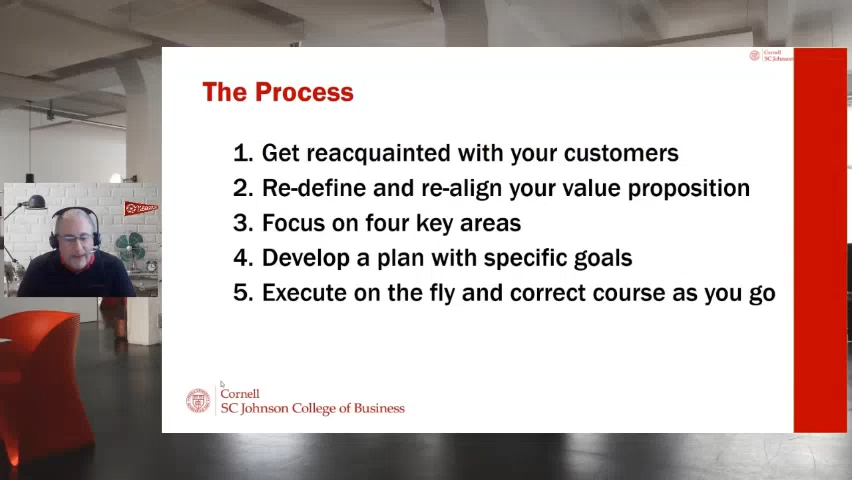 Cornell
SC Johnson
The Process
1. Get reacquainted with your customers
2. Re-define and re-align your value proposition
3. Focus on four key areas
4. Develop a plan with specific goals
5. Execute on the fly and correct course as you go
Cornell
SC Johnson College of Business